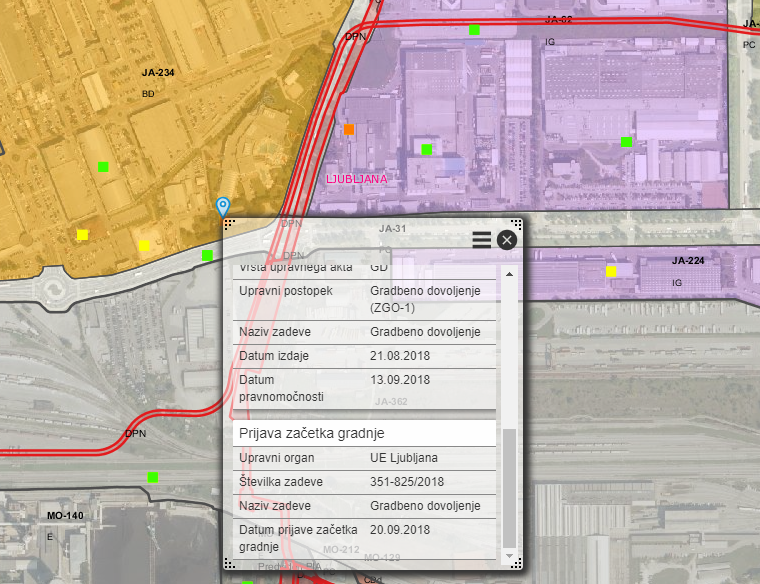 JA-62
IG
DPN
JA-
PC
JA-234
BD
LJUBLJANA
DPN
JA-31
PC
DPN
JA-224
IG
Vrsta upravnega akta GD
Upravni postopek Gradbeno dovoljenje
(ZGO-1)
Naziv zadeve Gradbeno dovoljenje
Datum izdaje 21.08.2018
Datum 13.09.2018
pravnomočnosti
JA-362
DPN
Prijava začetka gradnje
Upravni organ UE Ljubljana
Številka zadeve 351-825/2018
Naziv zadeve Gradbeno dovoljenje
Datum prijave začetka 20.09.2018
gradnje
MO-140
E
MO-212
MO-129
CDd